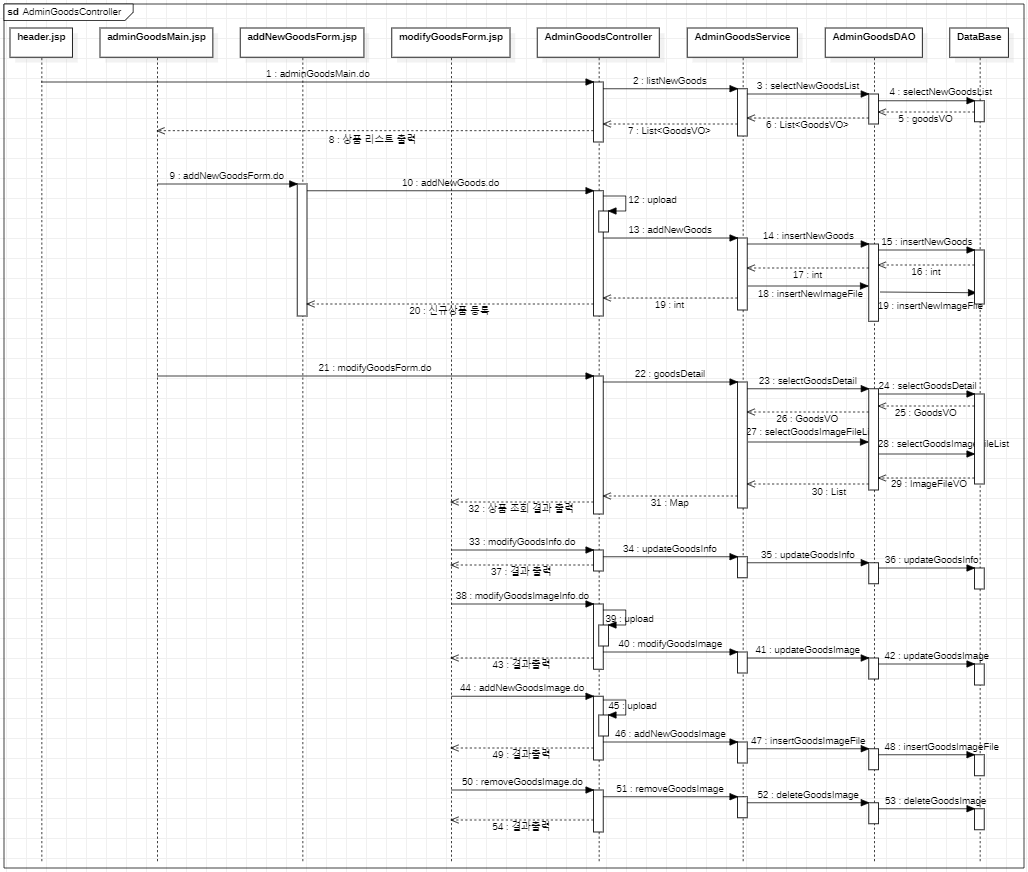 sd AdminGoodsController
header.jsp
adminGoodsMain.jsp
addNewGoodsForm.jsp
modifyGoodsForm.jsp
AdminGoodsController
AdminGoodsService
AdminGoodsDAO
DataBase
1 : adminGoodsMain.do
2 : listNewGoods
3 : selectNewGoodsList
4 : selectNewGoodsList
5 : goodsVO
6 : List<GoodsVO>
7 : List<GoodsVO>
8 : 상품 리스트 출력
9 : addNewGoodsForm.do
10 : addNewGoods.do
12 : upload
13 : addNewGoods
14 : insertNewGoods
15 : insertNewGoods
16 : int
17 : int
18 : insertNewImageFile
19 : insertNewImageFile
19 : int
20 : 신규상품 등록
21 : modifyGoodsForm.do
22 : goodsDetail
23 : selectGoodsDetail
24 : selectGoodsDetail
25 : GoodsVO
26 : GoodsVO
27 : selectGoodsImageFileL
28 : selectGoodsImageFileList
29 : ImageFileVO
30 : List
31 : Map
32 : 상품 조회 결과 출력
33 : modifyGoodsInfo.do
34 : updateGoodsInfo
35 : updateGoodsInfo
36 : updateGoodsInfo
37 : 결과 출력
38 : modifyGoodsImageInfo.do
39 : upload
40 : modifyGoodsImage
41 : updateGoodsImage
42 : updateGoodsImage
43 : 결과출력
44 : addNewGoodsImage.do
45 : upload
46 : addNewGoodsImage
47 : insertGoodsImageFile
48 : insertGoodsImageFile
49 : 결과출력
50 : removeGoodsImage.do
51 : removeGoodsImage
52 : deleteGoodsImage
53 : deleteGoodsImage
54 : 결과출력